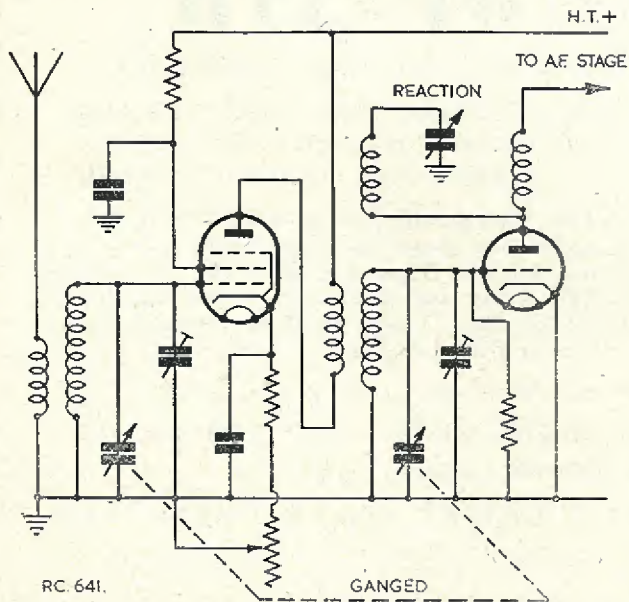 H.T.+
TO A.F. STAGE
REACTION
RC. 641.
GANGED